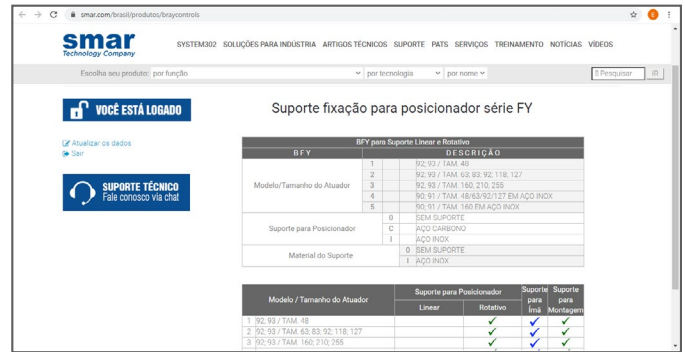 smar.com/brasil/produtos/braycontrols
smar
Technology Company
SYSTEM302 SOLUÇÕES PARA INDÚSTRIA ARTIGOS TÉCNICOS SUPORTE PATS SERVIÇOS TREINAMENTO NOTÍCIAS VÍDEOS
Escolha seu produto: por função por tecnologia por nome Pesquisar
VOCÊ ESTÁ LOGADO
Atualizar os dados
Sair
SUPORTE TÉCNICO
Fale conosco via chat
Suporte fixação para posicionador série FY
BFY para Suporte Linear e Rotativo
BFY DESCRIÇÃO
Modelo/Tamanho do Atuador
1 92; 93 / TAM. 48
2 92; 93 / TAM. 63; 83; 92; 118; 127
3 92; 93 / TAM. 160; 210; 255
4 90; 91 / TAM. 48/63/92/127 EM AÇO INOX
5 90; 91 / TAM. 160 EM AÇO INOX
Suporte para Posicionador
0 SEM SUPORTE
C AÇO CARBONO
I AÇO INOX
Material do Suporte
0 SEM SUPORTE
I AÇO INOX
Modelo / Tamanho do Atuador
Suporte para Posicionador
Linear Rotativo
Suporte para Ímã
Suporte para Montagem
1 92; 93 / TAM. 48 ✓ ✓ ✓
2 92; 93 / TAM. 63; 83; 92; 118; 127 ✓ ✓ ✓
3 92; 93 / TAM. 160; 210; 255 ✓ ✓ ✓